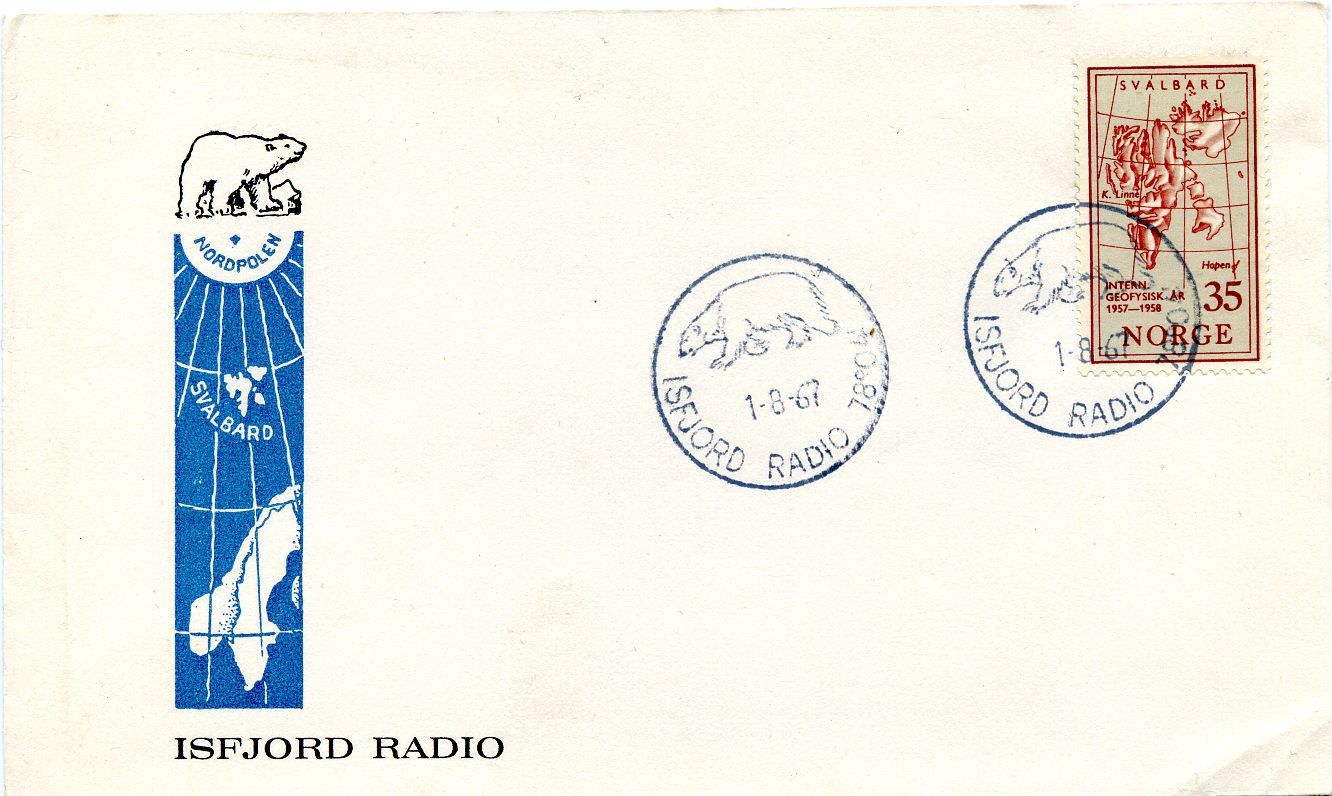 NORDPOLEN
SVALBARD
ISFJORD RADIO
1-8-67
ISFJORD RADIO 78°04
1-8-67
ISFJORD RADIO
SVALBARD
K. Linné
Hopen
INTERN.
GEOFYSISK ÅR
1957—1958
35
NORGE